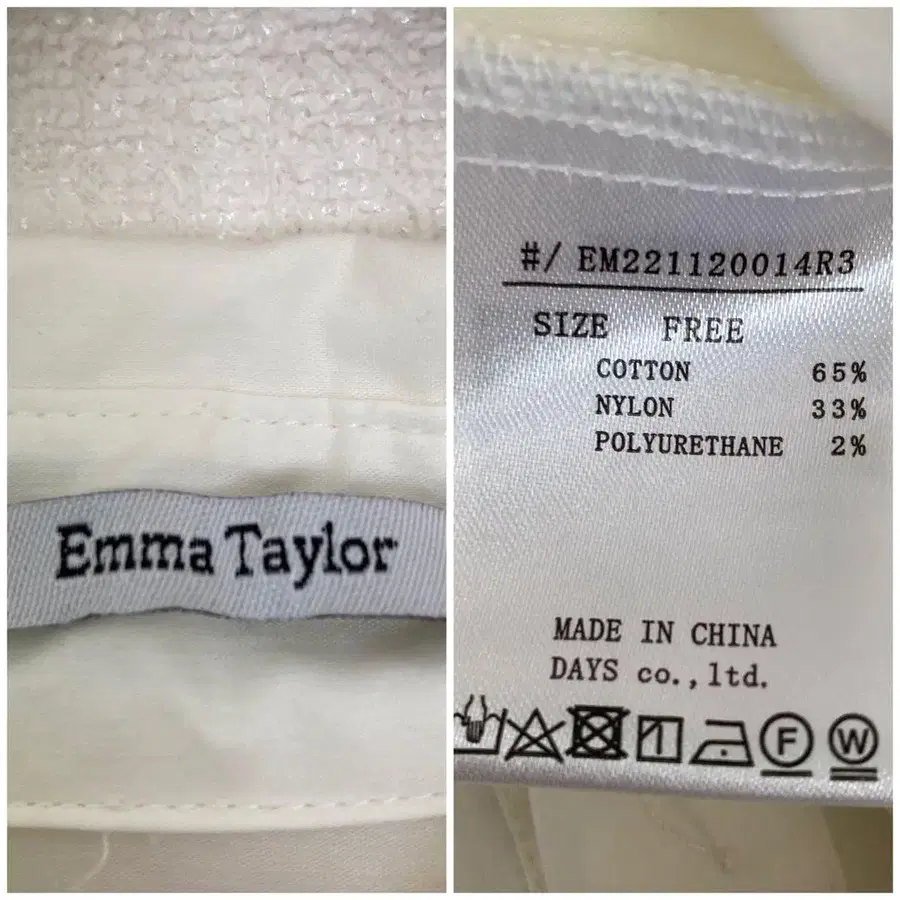 Emma Taylor
#/ EM221120014R3
SIZE FREE
COTTON 65%
NYLON 33%
POLYURETHANE 2%
MADE IN CHINA
DAYS co.,ltd.
F W